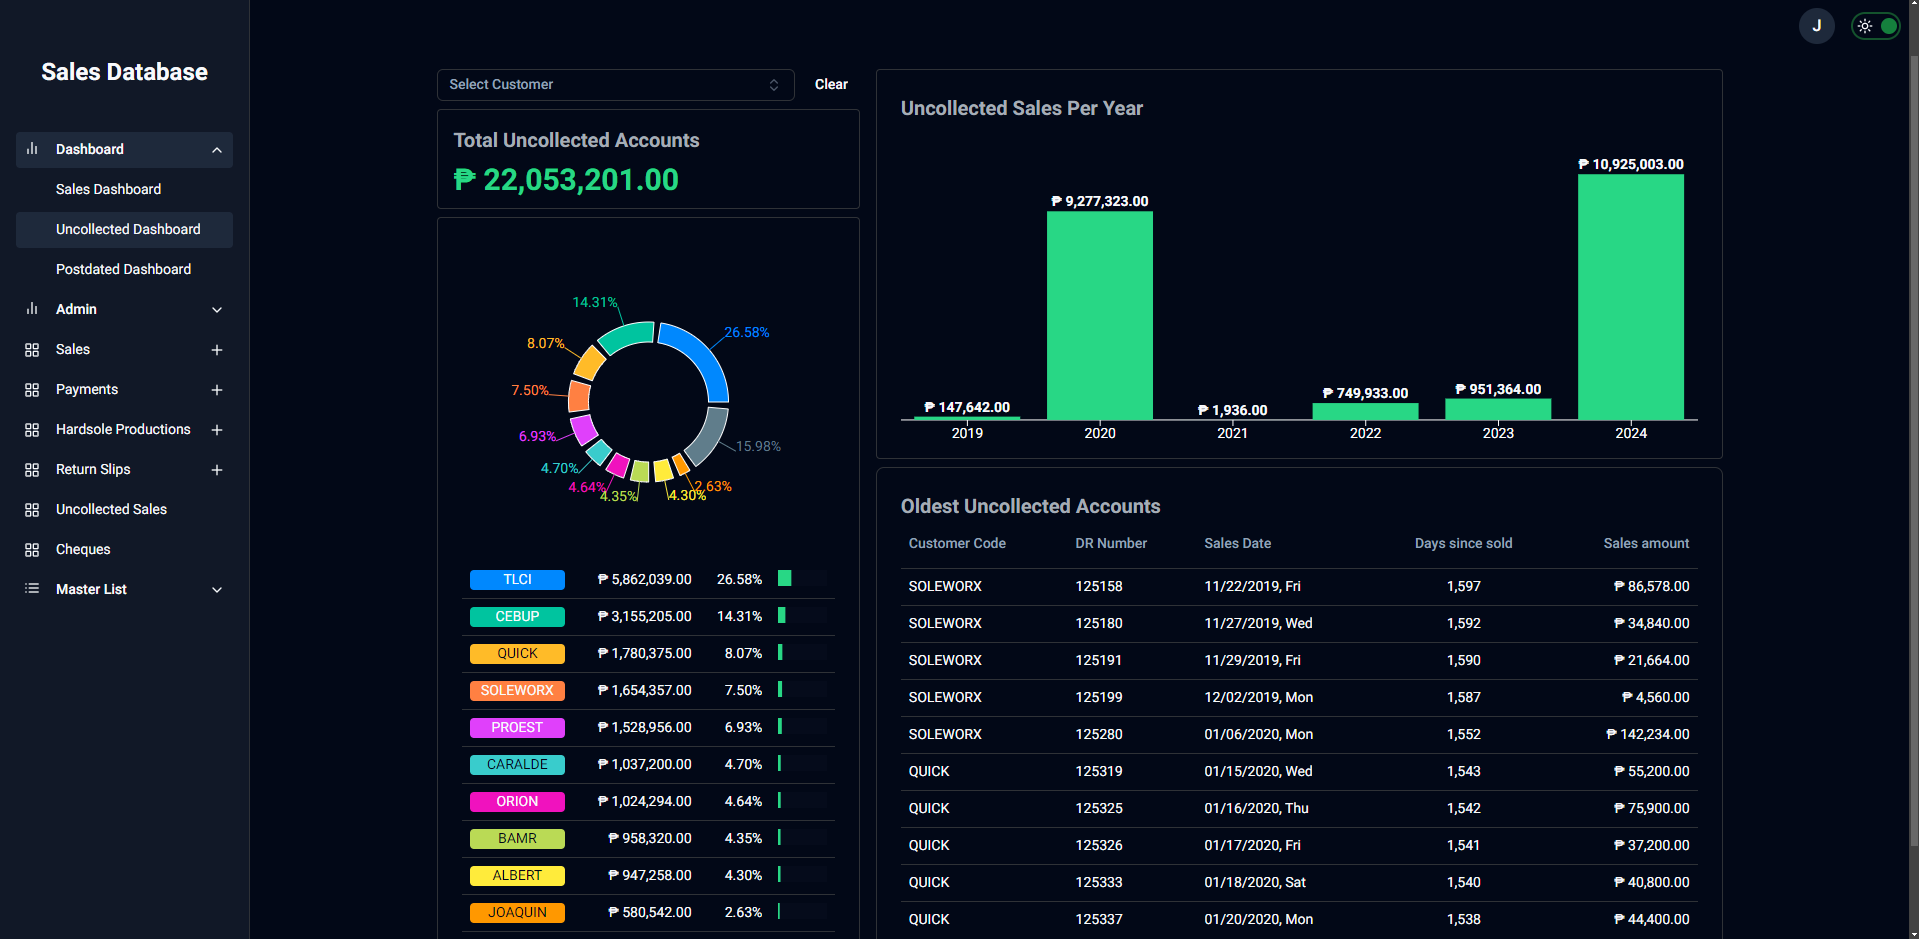 Sales Database
Dashboard
Sales Dashboard
Uncollected Dashboard
Postdated Dashboard
Admin
Sales
Payments
Hardsole Productions
Return Slips
Uncollected Sales
Cheques
Master List
J
Select Customer
Clear
Total Uncollected Accounts
₱ 22,053,201.00
14.31%
26.58%
8.07%
7.50%
6.93%
15.98%
4.70%
4.64%
4.35%
4.30%
2.63%
TLCI ₱ 5,862,039.00 26.58%
CEBUP ₱ 3,155,205.00 14.31%
QUICK ₱ 1,780,375.00 8.07%
SOLEWORX ₱ 1,654,357.00 7.50%
PROEST ₱ 1,528,956.00 6.93%
CARALDE ₱ 1,037,200.00 4.70%
ORION ₱ 1,024,294.00 4.64%
BAMR ₱ 958,320.00 4.35%
ALBERT ₱ 947,258.00 4.30%
JOAQUIN ₱ 580,542.00 2.63%
Uncollected Sales Per Year
₱ 147,642.00 ₱ 9,277,323.00 ₱ 1,936.00 ₱ 749,933.00 ₱ 951,364.00 ₱ 10,925,003.00
2019 2020 2021 2022 2023 2024
Oldest Uncollected Accounts
Customer Code DR Number Sales Date Days since sold Sales amount
SOLEWORX 125158 11/22/2019, Fri 1,597 ₱ 86,578.00
SOLEWORX 125180 11/27/2019, Wed 1,592 ₱ 34,840.00
SOLEWORX 125191 11/29/2019, Fri 1,590 ₱ 21,664.00
SOLEWORX 125199 12/02/2019, Mon 1,587 ₱ 4,560.00
SOLEWORX 125280 01/06/2020, Mon 1,552 ₱ 142,234.00
QUICK 125319 01/15/2020, Wed 1,543 ₱ 55,200.00
QUICK 125325 01/16/2020, Thu 1,542 ₱ 75,900.00
QUICK 125326 01/17/2020, Fri 1,541 ₱ 37,200.00
QUICK 125333 01/18/2020, Sat 1,540 ₱ 40,800.00
QUICK 125337 01/20/2020, Mon 1,538 ₱ 44,400.00